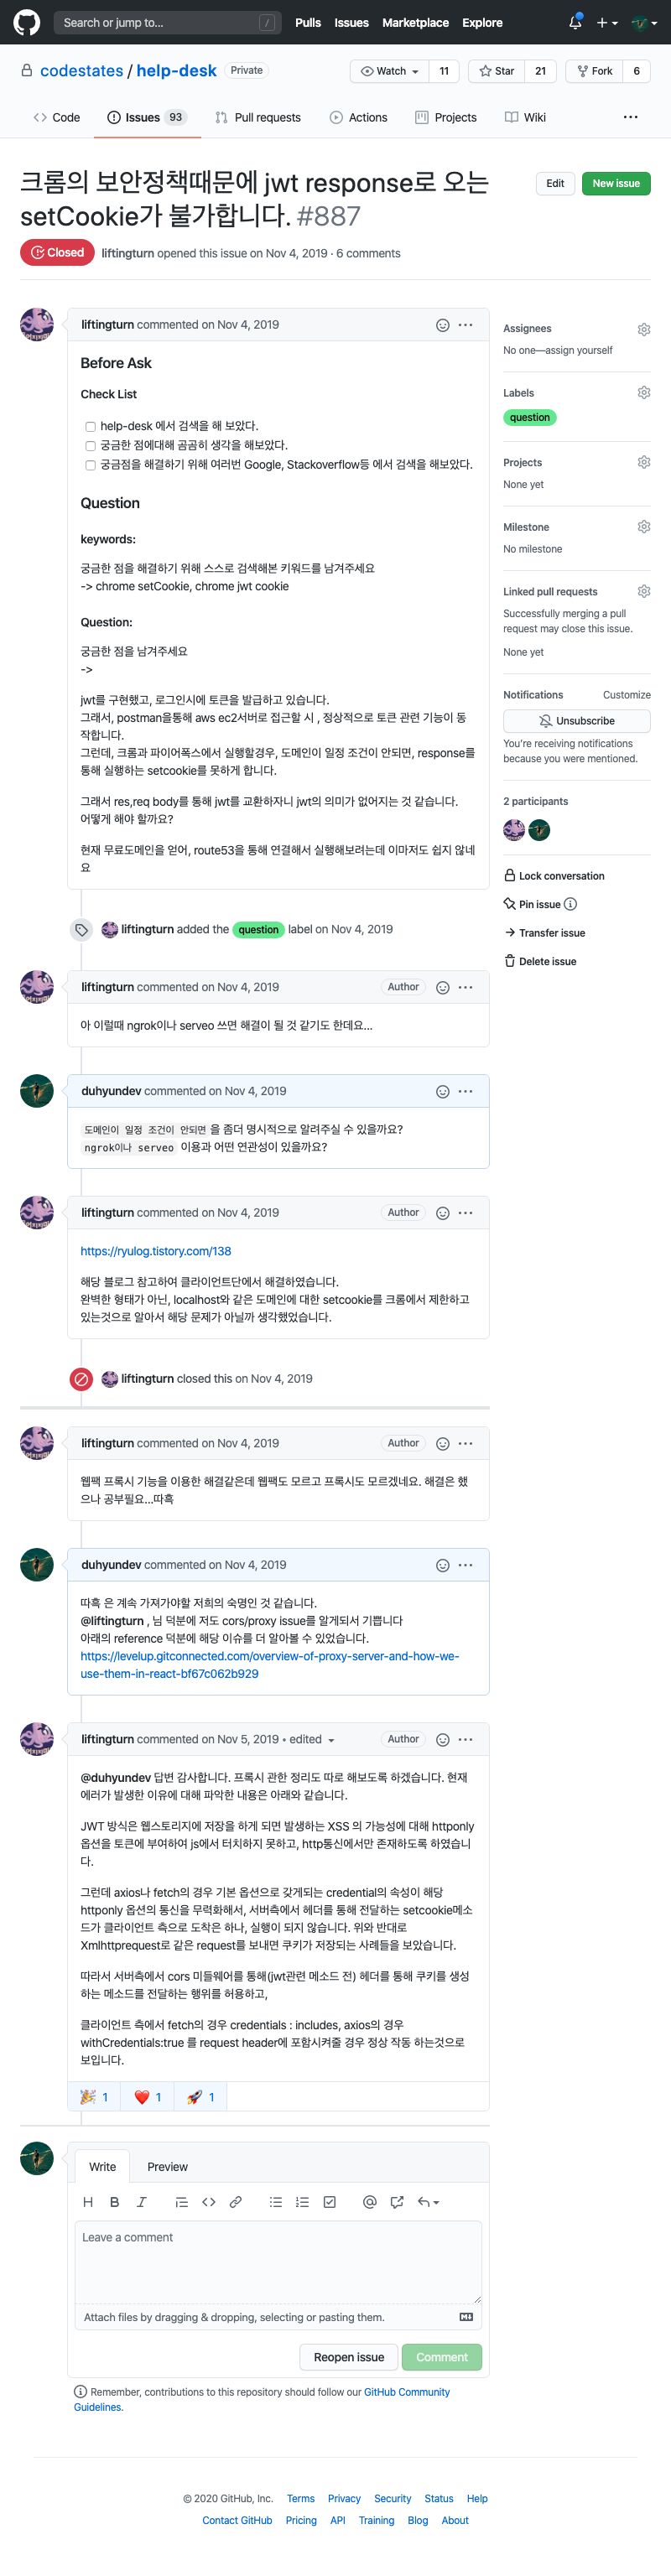 Search or jump to... /
Pulls Issues Marketplace Explore
codestates / help-desk Private
Watch 11 Star 21 Fork 6
Code Issues 93 Pull requests Actions Projects Wiki
크롬의 보안정책때문에 jwt response로 오는
setCookie가 불가합니다. #887
Edit New issue
Closed liftingturn opened this issue on Nov 4, 2019 · 6 comments
liftingturn commented on Nov 4, 2019
Before Ask
Check List
help-desk 에서 검색을 해 보았다.
궁금한 점에대해 곰곰히 생각을 해보았다.
궁금점을 해결하기 위해 여러번 Google, Stackoverflow등 에서 검색을 해보았다.
Question
keywords:
궁금한 점을 해결하기 위해 스스로 검색해본 키워드를 남겨주세요
-> chrome setCookie, chrome jwt cookie
Question:
궁금한 점을 남겨주세요
->
jwt를 구현했고, 로그인시에 토큰을 발급하고 있습니다.
그래서, postman을통해 aws ec2서버로 접근할 시 , 정상적으로 토큰 관련 기능이 동
작합니다.
그런데, 크롬과 파이어폭스에서 실행할경우, 도메인이 일정 조건이 안되면, response를
통해 실행하는 setcookie를 못하게 합니다.
그래서 res,req body를 통해 jwt를 교환하자니 jwt의 의미가 없어지는 것 같습니다.
어떻게 해야 할까요?
현재 무료도메인을 얻어, route53을 통해 연결해서 실행해보려는데 이마저도 쉽지 않네
요
Assignees
No one—assign yourself
Labels
question
Projects
None yet
Milestone
No milestone
Linked pull requests
Successfully merging a pull
request may close this issue.
None yet
Notifications Customize
Unsubscribe
You're receiving notifications
because you were mentioned.
2 participants
Lock conversation
Pin issue
Transfer issue
Delete issue
liftingturn added the question label on Nov 4, 2019
liftingturn commented on Nov 4, 2019 Author
아 이럴때 ngrok이나 serveo 쓰면 해결이 될 것 같기도 한데요...
duhyundev commented on Nov 4, 2019
도메인이 일정 조건이 안되면 을 좀더 명시적으로 알려주실 수 있을까요?
ngrok이나 serveo 이용과 어떤 연관성이 있을까요?
liftingturn commented on Nov 4, 2019 Author
https://ryulog.tistory.com/138
해당 블로그 참고하여 클라이언트단에서 해결하였습니다.
완벽한 형태가 아닌, localhost와 같은 도메인에 대한 setcookie를 크롬에서 제한하고
있는것으로 알아서 해당 문제가 아닐까 생각했었습니다.
liftingturn closed this on Nov 4, 2019
liftingturn commented on Nov 4, 2019 Author
웹팩 프록시 기능을 이용한 해결같은데 웹팩도 모르고 프록시도 모르겠네요. 해결은 했
으나 공부필요...따흑
duhyundev commented on Nov 4, 2019
따흑 은 계속 가져가야할 저희의 숙명인 것 같습니다.
@liftingturn , 님 덕분에 저도 cors/proxy issue를 알게되서 기쁩니다
아래의 reference 덕분에 해당 이슈를 더 알아볼 수 있었습니다.
https://levelup.gitconnected.com/overview-of-proxy-server-and-how-we-
use-them-in-react-bf67c062b929
liftingturn commented on Nov 5, 2019 • edited Author
@duhyundev 답변 감사합니다. 프록시 관한 정리도 따로 해보도록 하겠습니다. 현재
에러가 발생한 이유에 대해 파악한 내용은 아래와 같습니다.
JWT 방식은 웹스토리지에 저장을 하게 되면 발생하는 XSS 의 가능성에 대해 httponly
옵션을 토큰에 부여하여 js에서 터치하지 못하고, http통신에서만 존재하도록 하였습니
다.
그런데 axios나 fetch의 경우 기본 옵션으로 갖게되는 credential의 속성이 해당
httponly 옵션의 통신을 무력화해서, 서버측에서 헤더를 통해 전달하는 setcookie메소
드가 클라이언트 측으로 도착은 하나, 실행이 되지 않습니다. 위와 반대로
Xmlhttprequest로 같은 request를 보내면 쿠키가 저장되는 사례들을 보았습니다.
따라서 서버측에서 cors 미들웨어를 통해(jwt관련 메소드 전) 헤더를 통해 쿠키를 생성
하는 메소드를 전달하는 행위를 허용하고,
클라이언트 측에서 fetch의 경우 credentials : includes, axios의 경우
withCredentials:true 를 request header에 포함시켜줄 경우 정상 작동 하는것으로
보입니다.
1 1 1
Write Preview
Leave a comment
Attach files by dragging & dropping, selecting or pasting them.
Reopen issue Comment
Remember, contributions to this repository should follow our GitHub Community
Guidelines.
© 2020 GitHub, Inc. Terms Privacy Security Status Help
Contact GitHub Pricing API Training Blog About